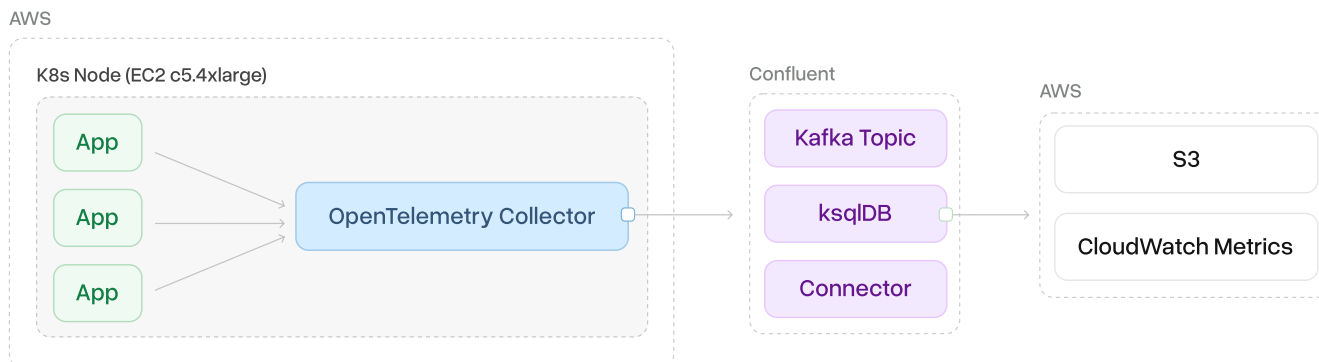 AWS
K8s Node (EC2 c5.4xlarge)
App
App
App
OpenTelemetry Collector
Confluent
Kafka Topic
ksqlDB
Connector
AWS
S3
CloudWatch Metrics